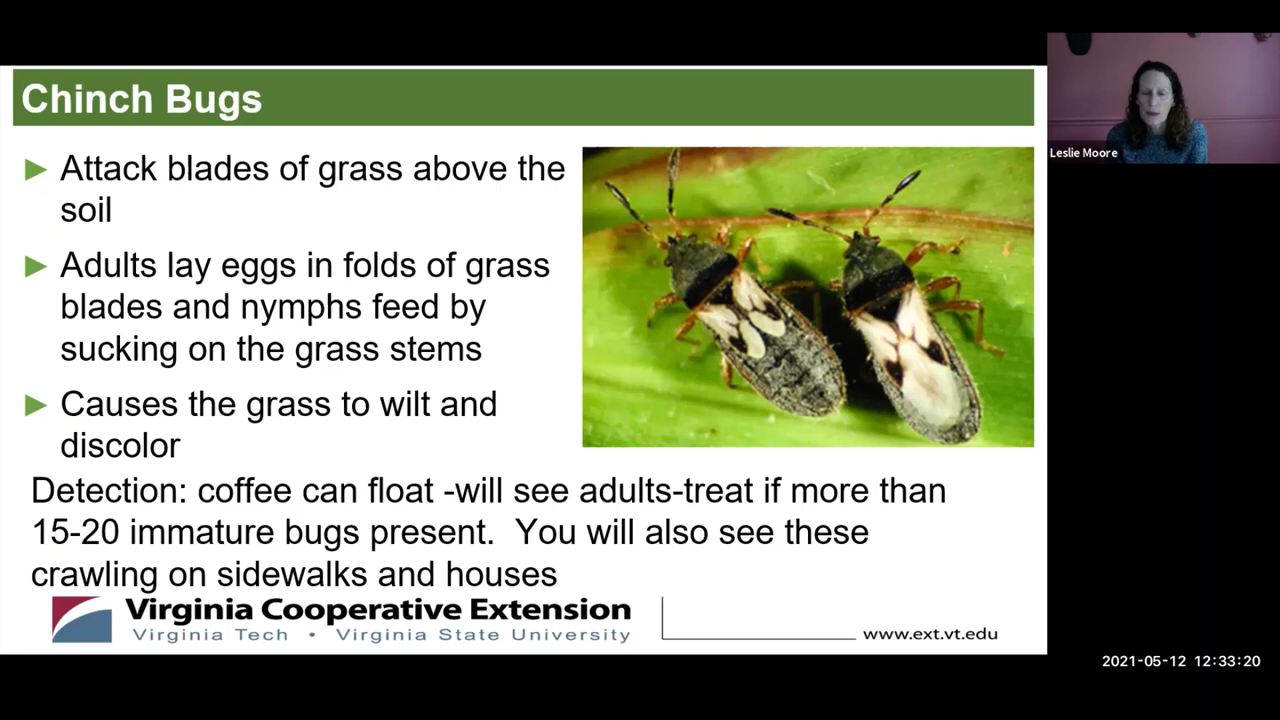 Chinch Bugs
Attack blades of grass above the
soil
Adults lay eggs in folds of grass
blades and nymphs feed by
sucking on the grass stems
Causes the grass to wilt and
discolor
Detection: coffee can float -will see adults-treat if more than
15-20 immature bugs present.  You will also see these
crawling on sidewalks and houses
Virginia Cooperative Extension
Virginia Tech • Virginia State University
www.ext.vt.edu
Leslie Moore
2021-05-12 12:33:20